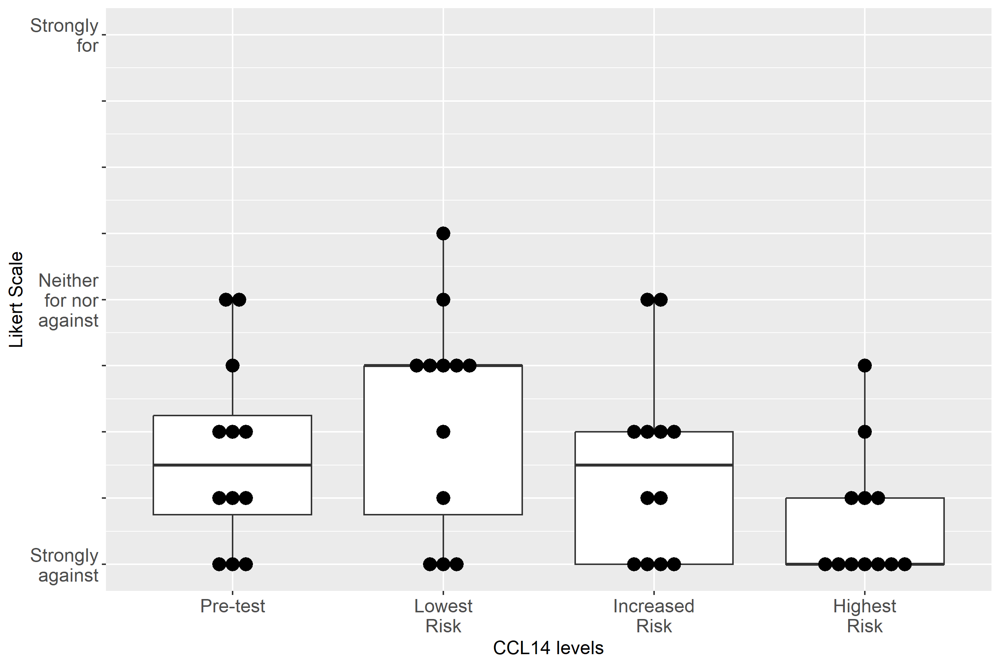 Strongly
for
Neither
for nor
against
Strongly
against
Likert Scale
Pre-test
Lowest
Risk
Increased
Risk
Highest
Risk
CCL14 levels